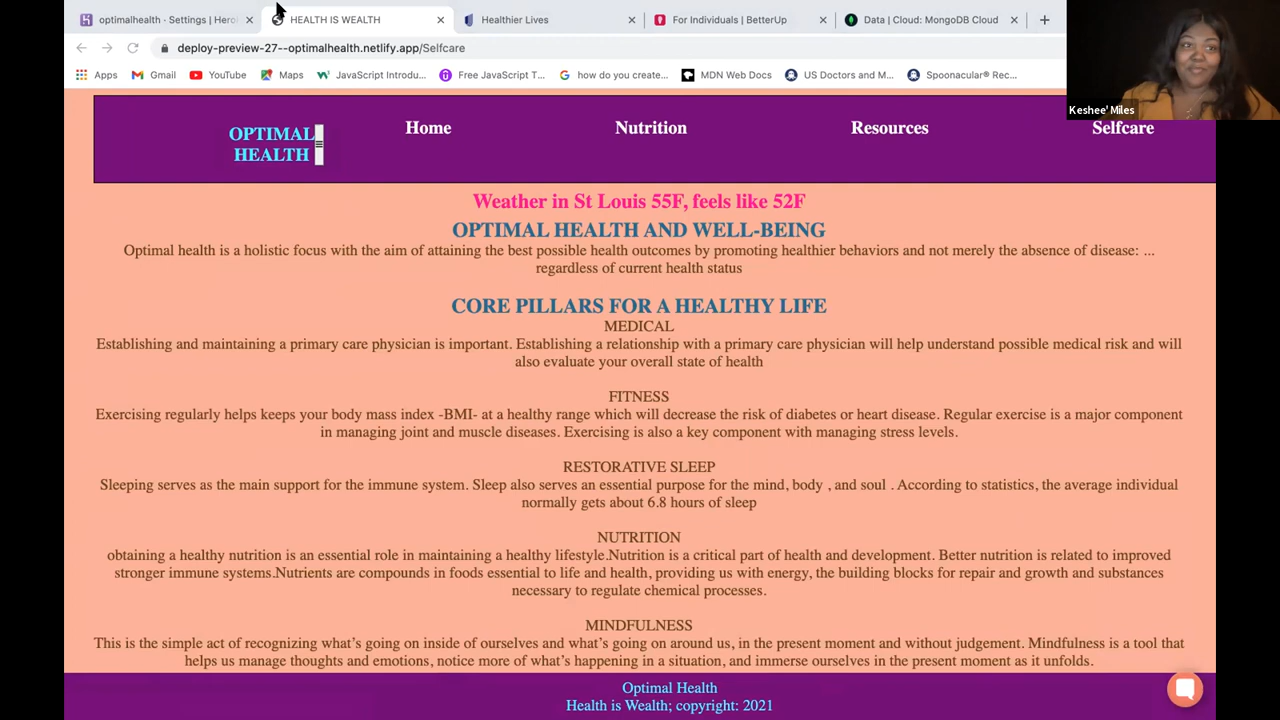 optimalhealth · Settings | Hero
HEALTH IS WEALTH
Healthier Lives
For Individuals | BetterUp
Data | Cloud: MongoDB Cloud
deploy-preview-27--optimalhealth.netlify.app/Selfcare
Apps
Gmail
YouTube
Maps
JavaScript Introdu...
Free JavaScript T...
how do you create...
MDN Web Docs
US Doctors and M...
Spoonacular® Rec...
Keshee' Miles
OPTIMAL
HEALTH
Home
Nutrition
Resources
Selfcare
Weather in St Louis 55F, feels like 52F
OPTIMAL HEALTH AND WELL-BEING
Optimal health is a holistic focus with the aim of attaining the best possible health outcomes by promoting healthier behaviors and not merely the absence of disease: ...
regardless of current health status
CORE PILLARS FOR A HEALTHY LIFE
MEDICAL
Establishing and maintaining a primary care physician is important. Establishing a relationship with a primary care physician will help understand possible medical risk and will
also evaluate your overall state of health
FITNESS
Exercising regularly helps keeps your body mass index -BMI- at a healthy range which will decrease the risk of diabetes or heart disease. Regular exercise is a major component
in managing joint and muscle diseases. Exercising is also a key component with managing stress levels.
RESTORATIVE SLEEP
Sleeping serves as the main support for the immune system. Sleep also serves an essential purpose for the mind, body , and soul . According to statistics, the average individual
normally gets about 6.8 hours of sleep
NUTRITION
obtaining a healthy nutrition is an essential role in maintaining a healthy lifestyle.Nutrition is a critical part of health and development. Better nutrition is related to improved
stronger immune systems.Nutrients are compounds in foods essential to life and health, providing us with energy, the building blocks for repair and growth and substances
necessary to regulate chemical processes.
MINDFULNESS
This is the simple act of recognizing what's going on inside of ourselves and what's going on around us, in the present moment and without judgement. Mindfulness is a tool that
helps us manage thoughts and emotions, notice more of what's happening in a situation, and immerse ourselves in the present moment as it unfolds.
Optimal Health
Health is Wealth; copyright: 2021